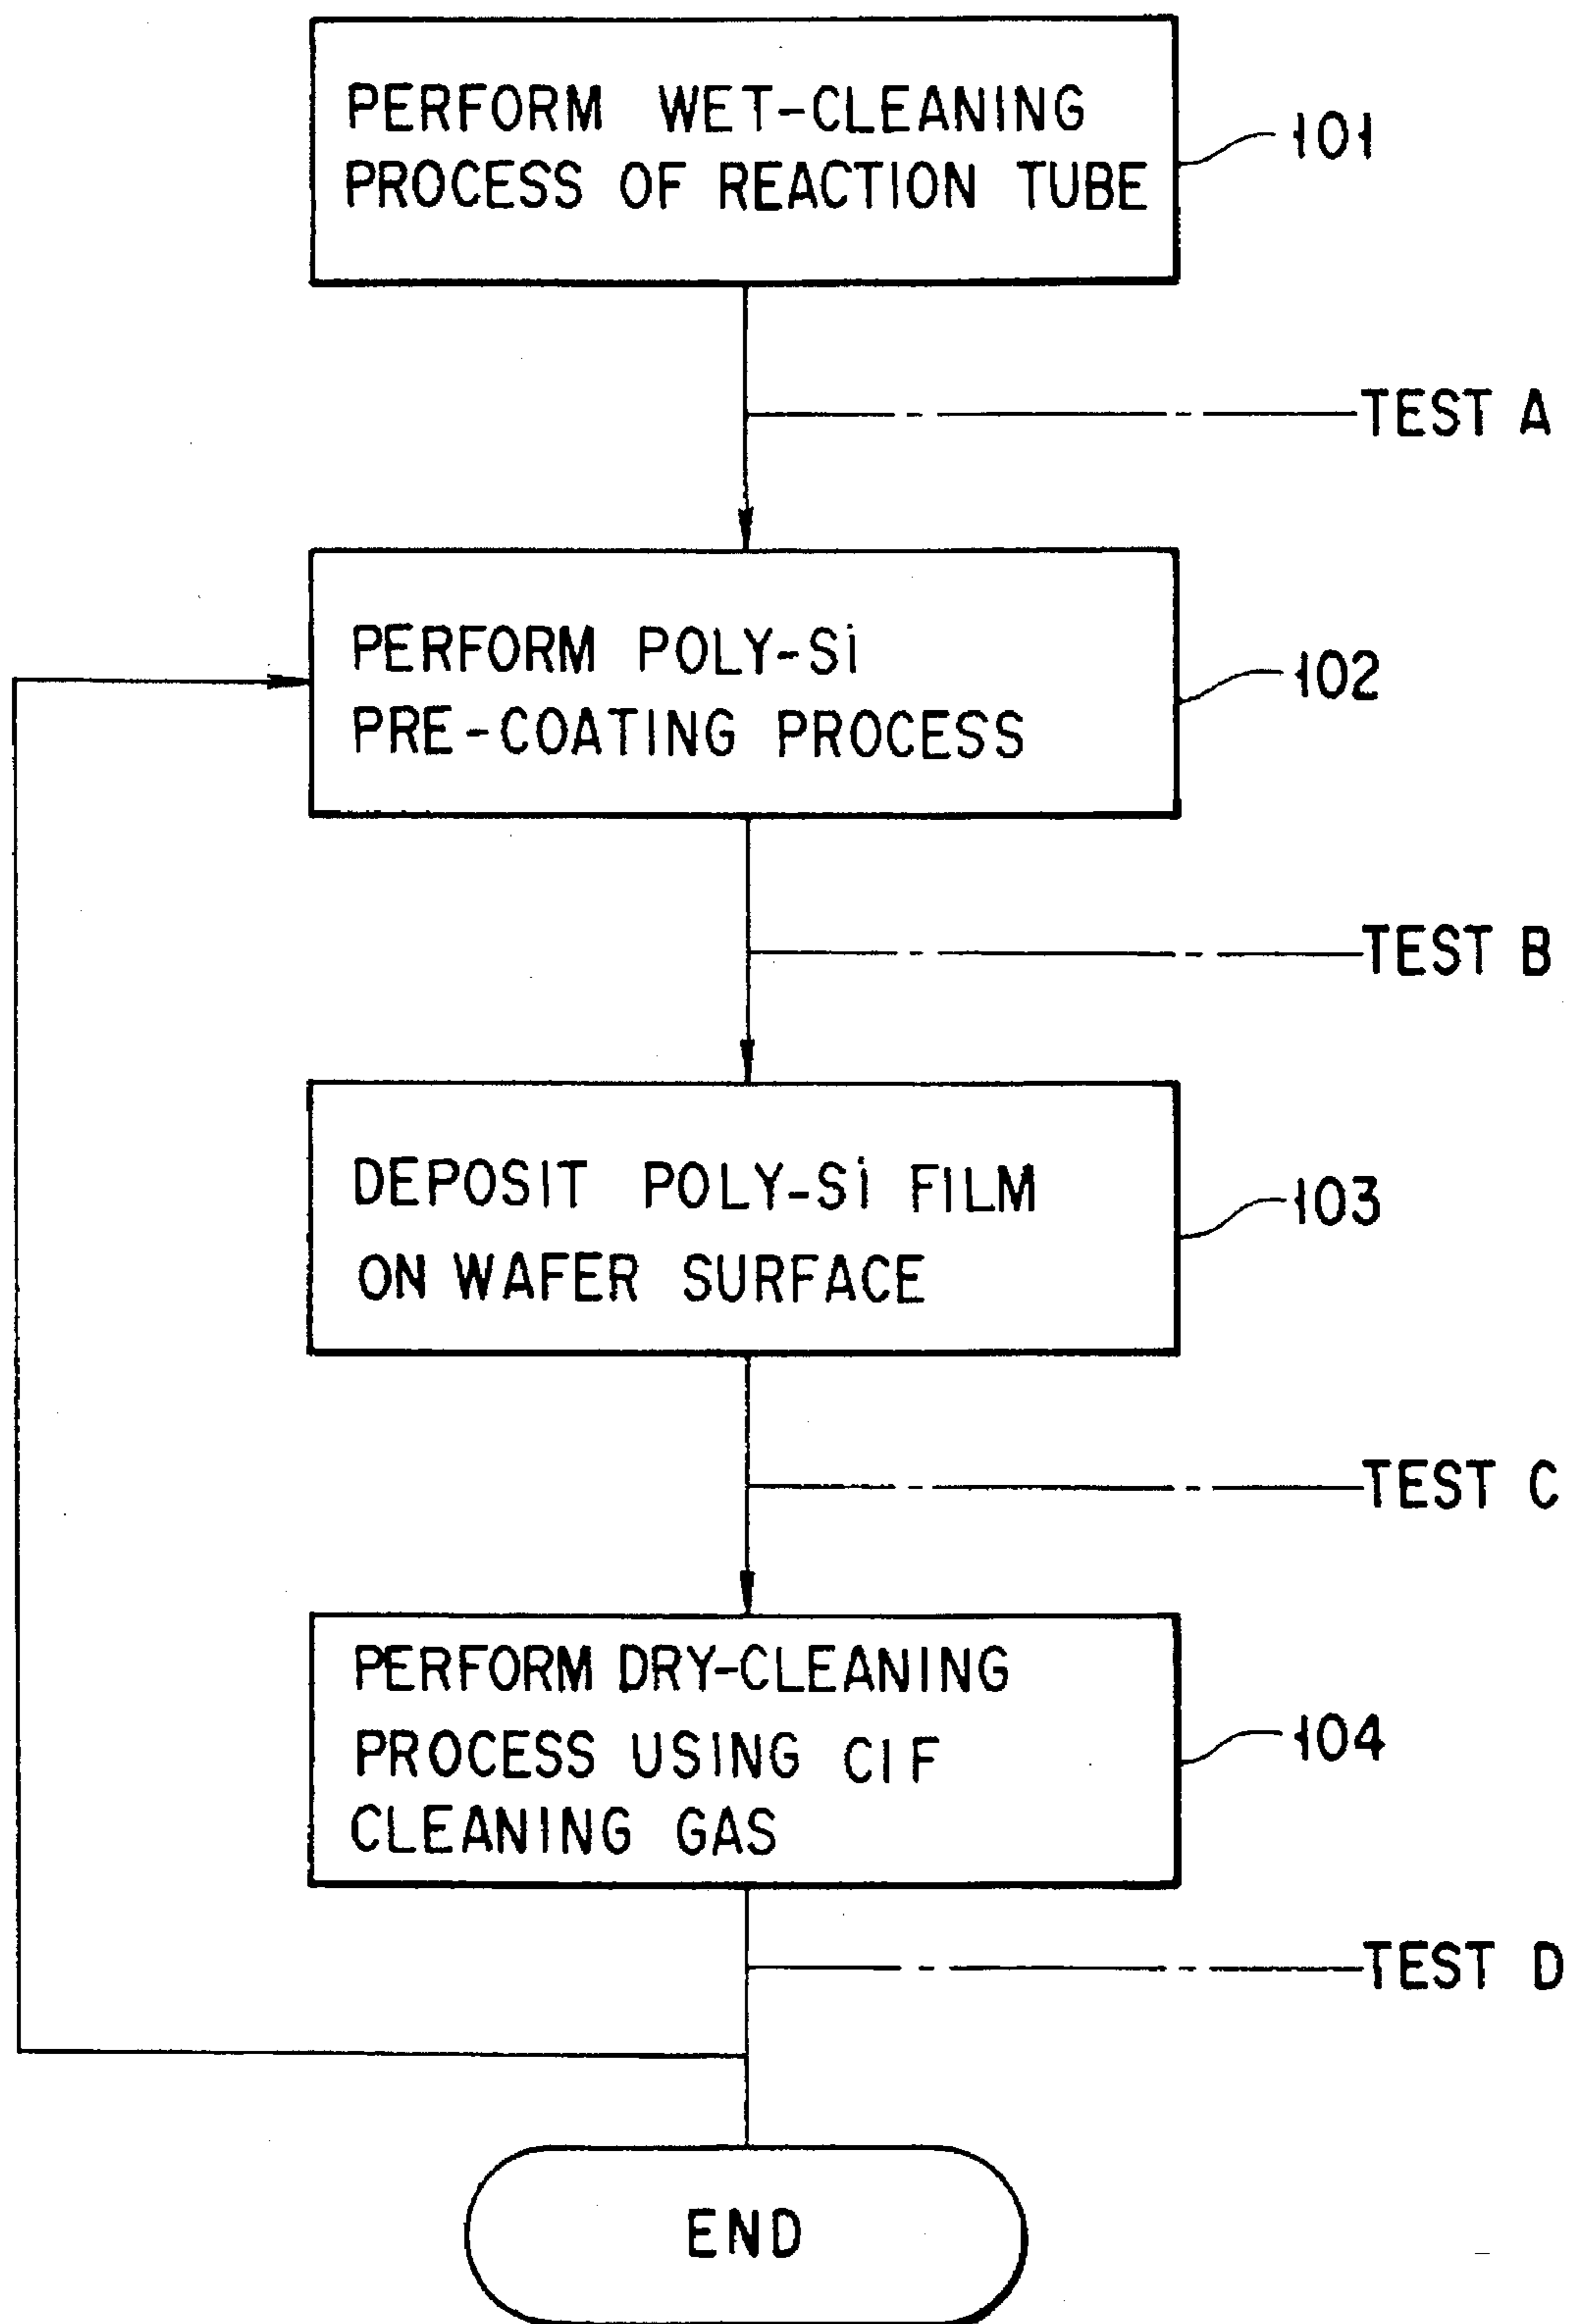 PERFORM WET-CLEANING
PROCESS OF REACTION TUBE
101
TEST A
PERFORM POLY-Si
PRE-COATING PROCESS
102
TEST B
DEPOSIT POLY-Si FILM
ON WAFER SURFACE
103
TEST C
PERFORM DRY-CLEANING
PROCESS USING ClF
CLEANING GAS
104
TEST D
END